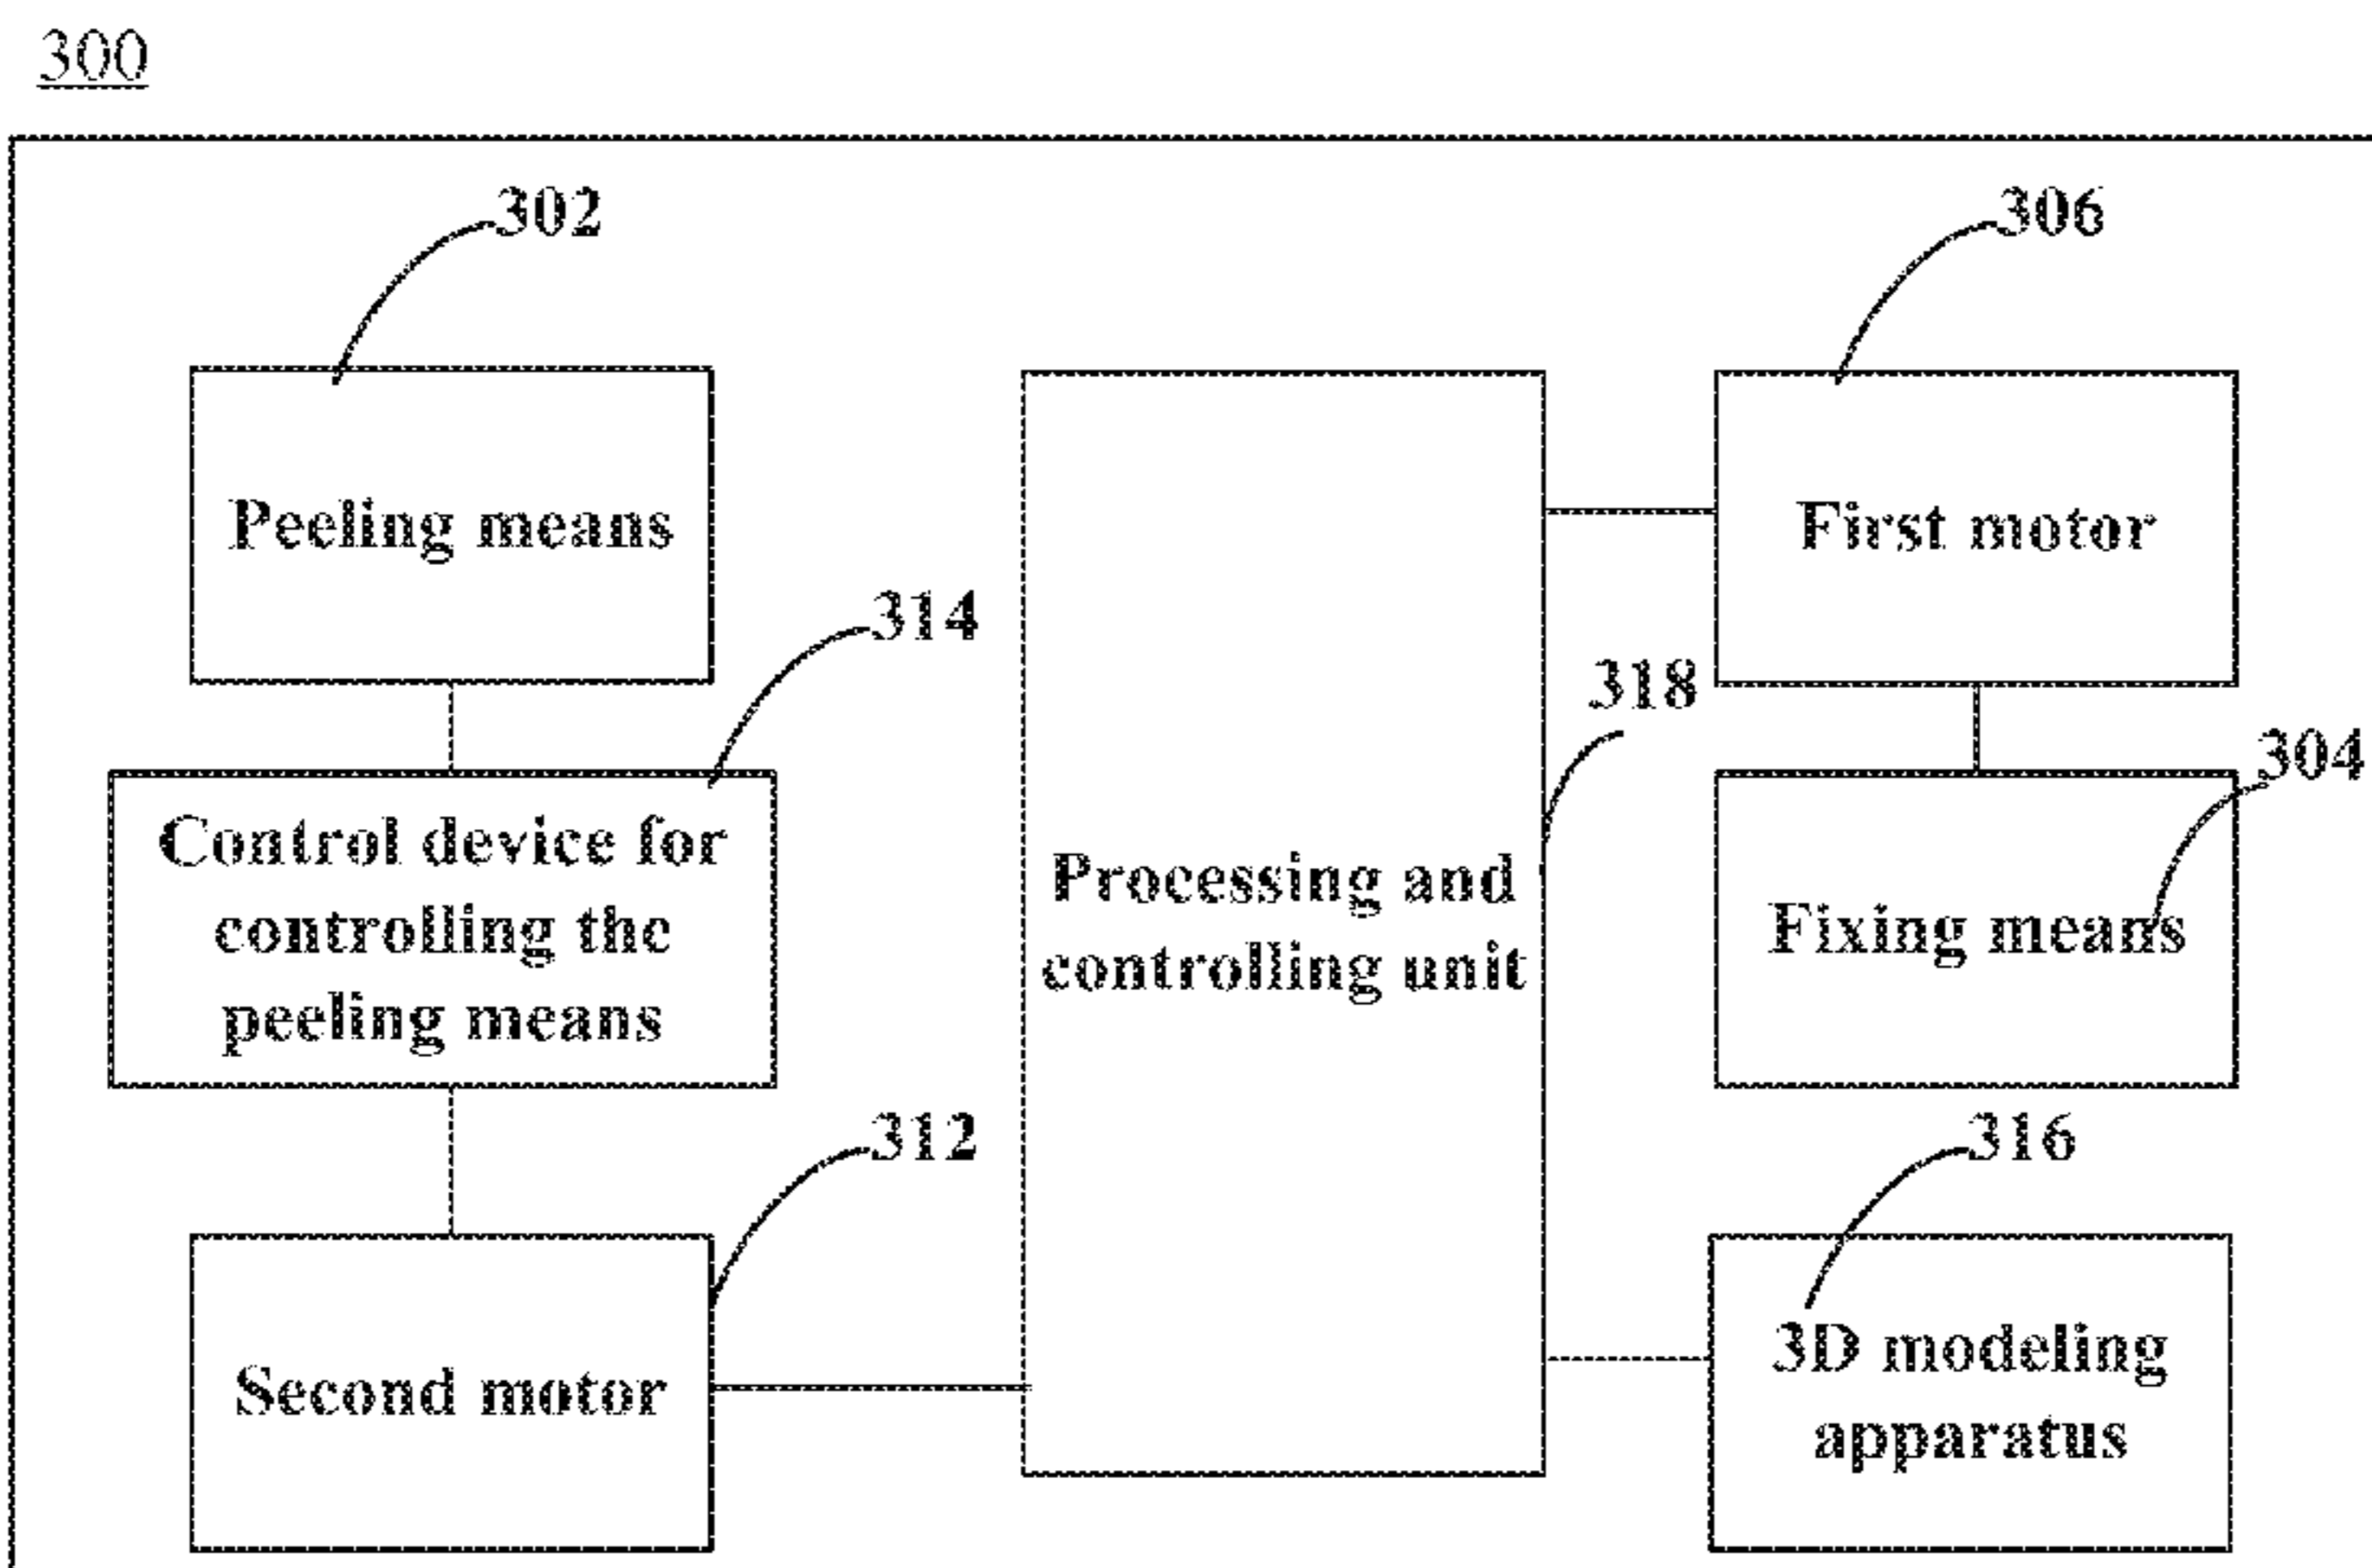 300
302
306
Peeling means
First motor
314
318
304
Control device for
controlling the
peeling means
Processing and
controlling unit
Fixing means
312
316
Second motor
3D modeling
apparatus